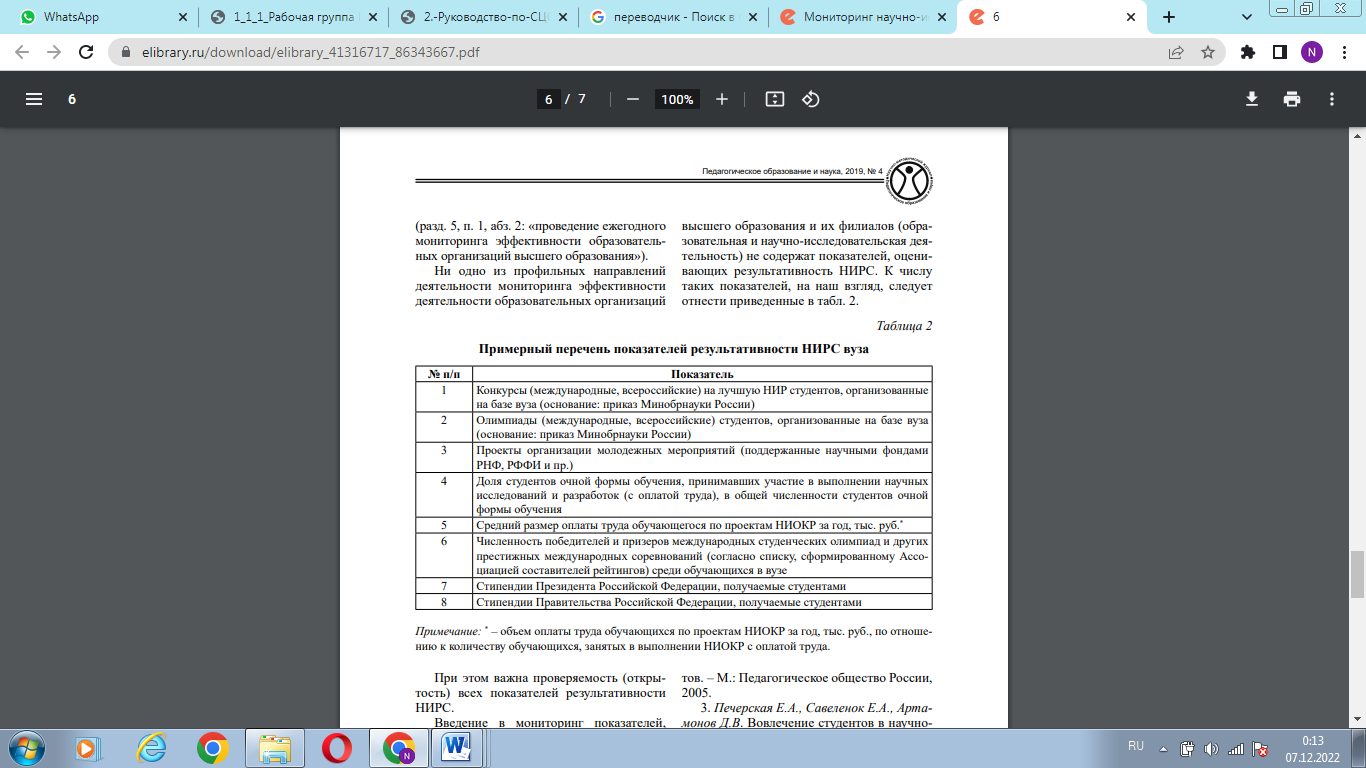 WhatsApp
1_1_1_Рабочая группа
2.-Руководство-по-СЦ
переводчик - Поиск в
Мониторинг научно-и
6
elibrary.ru/download/elibrary_41316717_86343667.pdf
N
6
6 / 7
100%
Педагогическое образование и наука, 2019, № 4
(разд. 5, п. 1, абз. 2: «проведение ежегодного
мониторинга эффективности образователь-
ных организаций высшего образования»).
Ни одно из профильных направлений
деятельности мониторинга эффективности
деятельности образовательных организаций
высшего образования и их филиалов (обра-
зовательная и научно-исследовательская дея-
тельность) не содержат показателей, оцени-
вающих результативность НИРС. К числу
таких показателей, на наш взгляд, следует
отнести приведенные в табл. 2.
Таблица 2
Примерный перечень показателей результативности НИРС вуза
№ п/п Показатель
1 Конкурсы (международные, всероссийские) на лучшую НИР студентов, организованные
на базе вуза (основание: приказ Минобрнауки России)
2 Олимпиады (международные, всероссийские) студентов, организованные на базе вуза
(основание: приказ Минобрнауки России)
3 Проекты организации молодежных мероприятий (поддержанные научными фондами
РНФ, РФФИ и пр.)
4 Доля студентов очной формы обучения, принимавших участие в выполнении научных
исследований и разработок (с оплатой труда), в общей численности студентов очной
формы обучения
5 Средний размер оплаты труда обучающегося по проектам НИОКР за год, тыс. руб.*
6 Численность победителей и призеров международных студенческих олимпиад и других
престижных международных соревнований (согласно списку, сформированному Ассо-
циацией составителей рейтингов) среди обучающихся в вузе
7 Стипендии Президента Российской Федерации, получаемые студентами
8 Стипендии Правительства Российской Федерации, получаемые студентами
Примечание: * – объем оплаты труда обучающихся по проектам НИОКР за год, тыс. руб., по отноше-
нию к количеству обучающихся, занятых в выполнении НИОКР с оплатой труда.
При этом важна проверяемость (откры-
тость) всех показателей результативности
НИРС.
Введение в мониторинг показателей,
тов. – М.: Педагогическое общество России,
2005.
3. Печерская Е.А., Савеленок Е.А., Арта-
монов Д.В. Вовлечение студентов в научно-
RU
0:13
07.12.2022